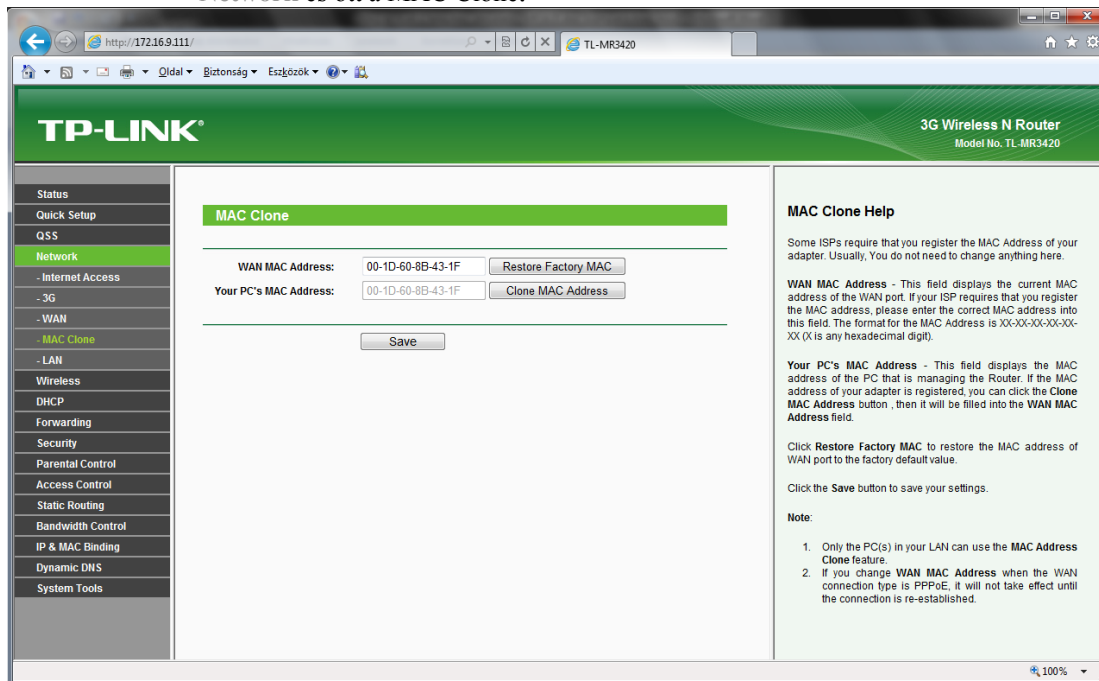 Network és ott a MAC Clone.
http://172.16.9.111/
TL-MR3420
Oldal Biztonság Eszközök
TP-LINK®
3G Wireless N Router
Model No. TL-MR3420
Status
Quick Setup
QSS
Network
- Internet Access
- 3G
- WAN
- MAC Clone
- LAN
Wireless
DHCP
Forwarding
Security
Parental Control
Access Control
Static Routing
Bandwidth Control
IP & MAC Binding
Dynamic DNS
System Tools
MAC Clone
WAN MAC Address: 00-1D-60-8B-43-1F Restore Factory MAC
Your PC's MAC Address: 00-1D-60-8B-43-1F Clone MAC Address
Save
MAC Clone Help
Some ISPs require that you register the MAC Address of your
adapter. Usually, You do not need to change anything here.
WAN MAC Address - This field displays the current MAC
address of the WAN port. If your ISP requires that you register
the MAC address, please enter the correct MAC address into
this field. The format for the MAC Address is XX-XX-XX-XX-XX-
XX (X is any hexadecimal digit).
Your PC's MAC Address - This field displays the MAC
address of the PC that is managing the Router. If the MAC
address of your adapter is registered, you can click the Clone
MAC Address button , then it will be filled into the WAN MAC
Address field.
Click Restore Factory MAC to restore the MAC address of
WAN port to the factory default value.
Click the Save button to save your settings.
Note:
1. Only the PC(s) in your LAN can use the MAC Address
Clone feature.
2. If you change WAN MAC Address when the WAN
connection type is PPPoE, it will not take effect until
the connection is re-established.
100%